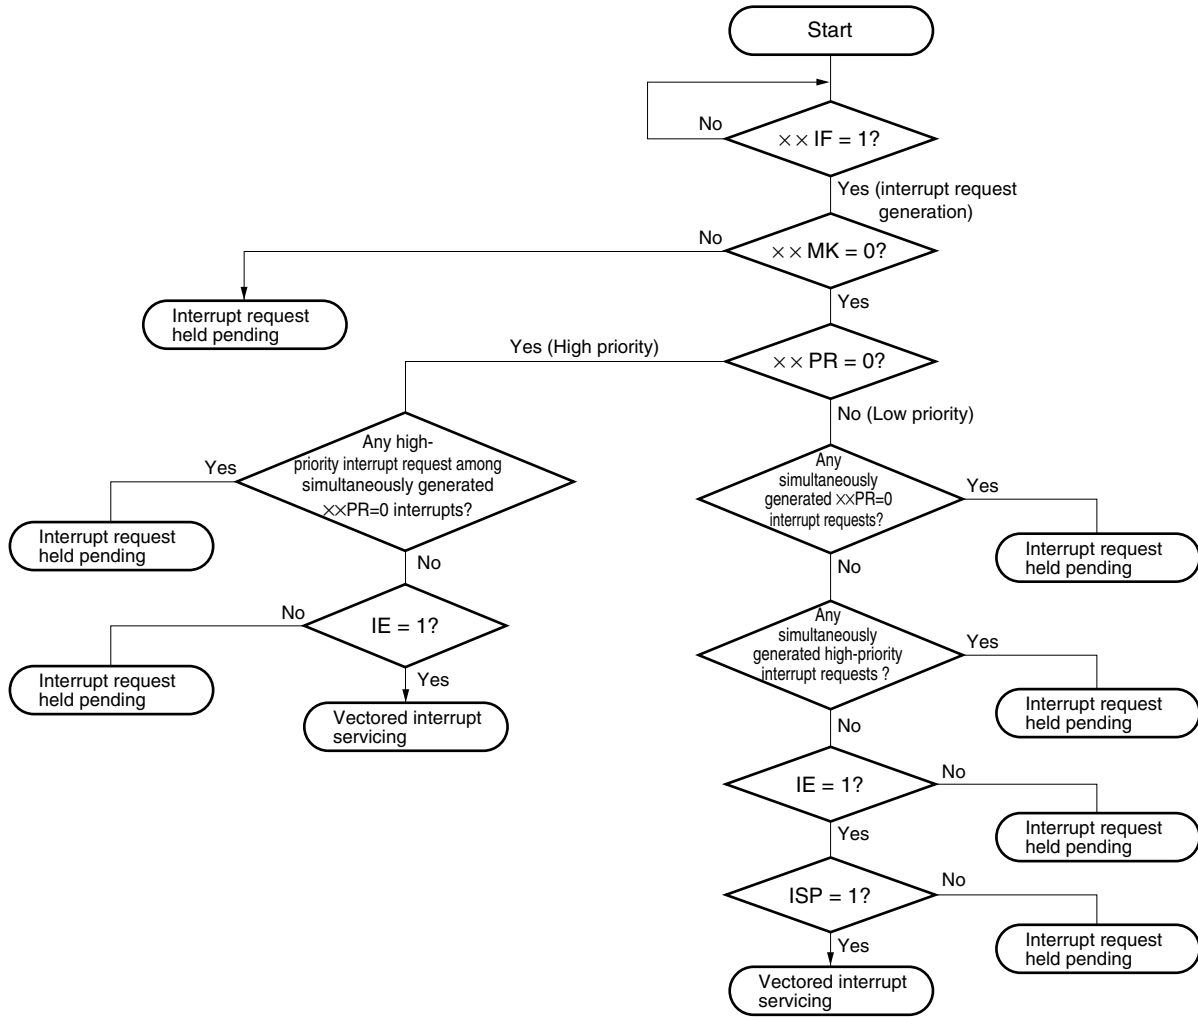 Start
No
×× IF = 1?
Yes (interrupt request
generation)
No
×× MK = 0?
Interrupt request
held pending
Yes
Yes (High priority)
×× PR = 0?
No (Low priority)
Any high-
priority interrupt request among
simultaneously generated
××PR=0 interrupts?
Yes
Interrupt request
held pending
No
Any
simultaneously
generated ××PR=0
interrupt requests?
Yes
Interrupt request
held pending
No
IE = 1?
No
Interrupt request
held pending
Yes
Vectored interrupt
servicing
Any
simultaneously
generated high-priority
interrupt requests ?
Yes
Interrupt request
held pending
No
IE = 1?
No
Interrupt request
held pending
Yes
ISP = 1?
No
Interrupt request
held pending
Yes
Vectored interrupt
servicing